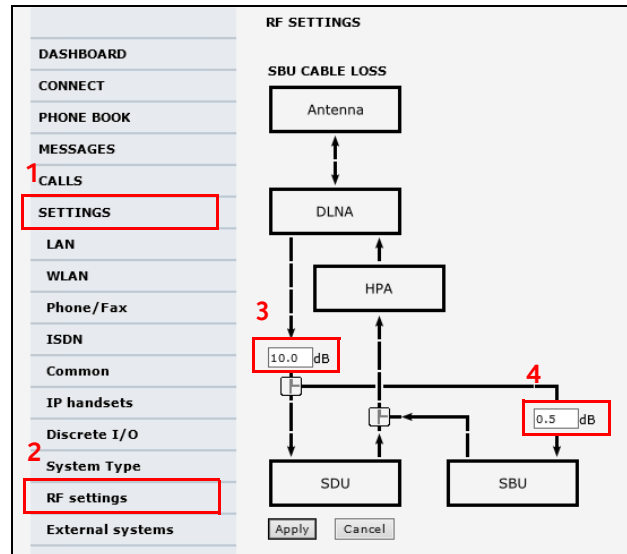 RF SETTINGS
DASHBOARD
CONNECT
PHONE BOOK
MESSAGES
1
CALLS
SETTINGS
LAN
WLAN
Phone/Fax
ISDN
Common
IP handsets
Discrete I/O
2
System Type
RF settings
External systems
SBU CABLE LOSS
Antenna
DLNA
HPA
3
10.0 dB
4
0.5 dB
SDU
SBU
Apply Cancel